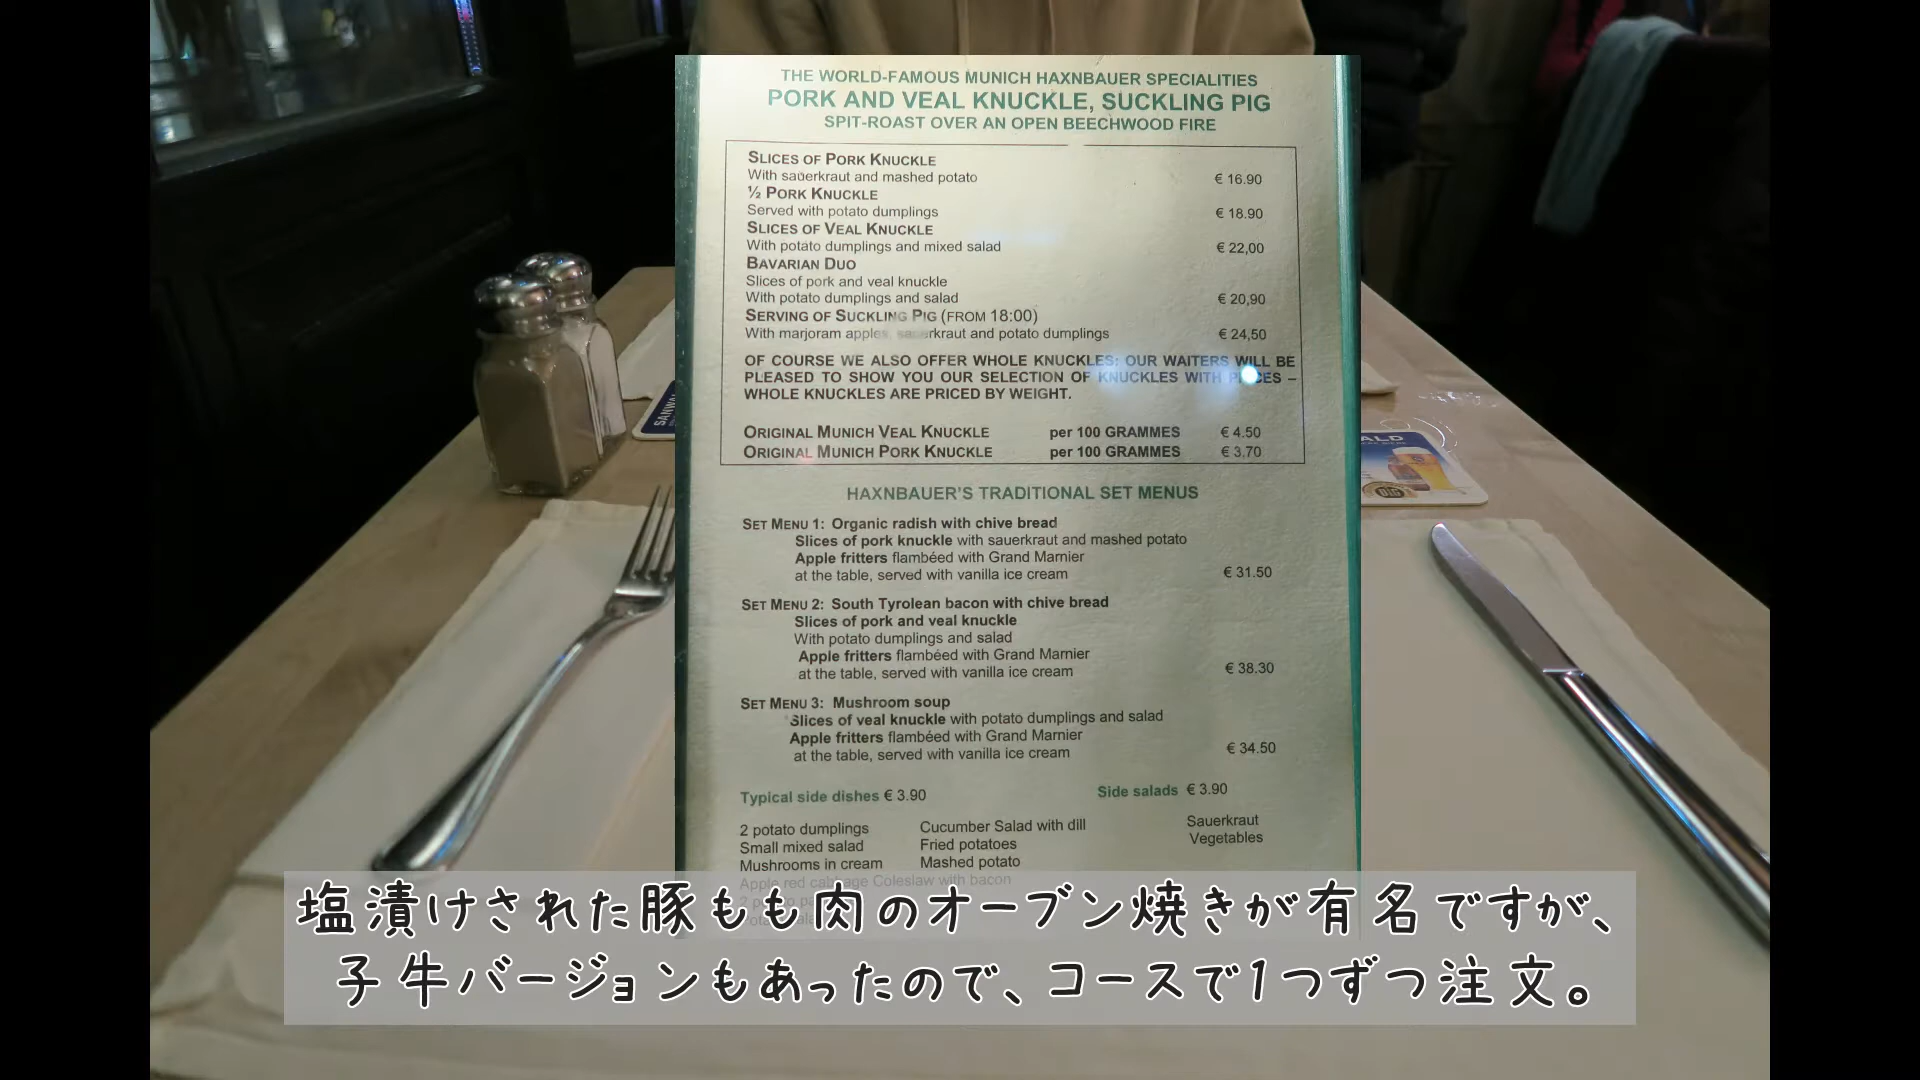 THE WORLD-FAMOUS MUNICH HAXNBAUER SPECIALITIES
PORK AND VEAL KNUCKLE, SUCKLING PIG
SPIT-ROAST OVER AN OPEN BEECHWOOD FIRE
SLICES OF PORK KNUCKLE
With sauerkraut and mashed potato € 16.90
½ PORK KNUCKLE
Served with potato dumplings € 18.90
SLICES OF VEAL KNUCKLE
With potato dumplings and mixed salad € 22,00
BAVARIAN DUO
Slices of pork and veal knuckle
With potato dumplings and salad € 20,90
SERVING OF SUCKLING PIG (FROM 18:00)
With marjoram apples, sauerkraut and potato dumplings € 24,50
OF COURSE WE ALSO OFFER WHOLE KNUCKLES: OUR WAITERS WILL BE
PLEASED TO SHOW YOU OUR SELECTION OF KNUCKLES WITH PRICES –
WHOLE KNUCKLES ARE PRICED BY WEIGHT.
ORIGINAL MUNICH VEAL KNUCKLE per 100 GRAMMES € 4.50
ORIGINAL MUNICH PORK KNUCKLE per 100 GRAMMES € 3,70
HAXNBAUER'S TRADITIONAL SET MENUS
SET MENU 1: Organic radish with chive bread
Slices of pork knuckle with sauerkraut and mashed potato
Apple fritters flambéed with Grand Marnier
at the table, served with vanilla ice cream € 31.50
SET MENU 2: South Tyrolean bacon with chive bread
Slices of pork and veal knuckle
With potato dumplings and salad
Apple fritters flambéed with Grand Marnier
at the table, served with vanilla ice cream € 38.30
SET MENU 3: Mushroom soup
Slices of veal knuckle with potato dumplings and salad
Apple fritters flambéed with Grand Marnier
at the table, served with vanilla ice cream € 34.50
Typical side dishes € 3.90 Side salads € 3.90
2 potato dumplings Cucumber Salad with dill Sauerkraut
Small mixed salad Fried potatoes Vegetables
Mushrooms in cream Mashed potato
Apple red cabbage Coleslaw with bacon
塩漬けされた豚もも肉のオーブン焼きが有名ですが、
子牛バージョンもあったので、コースで1つずつ注文。